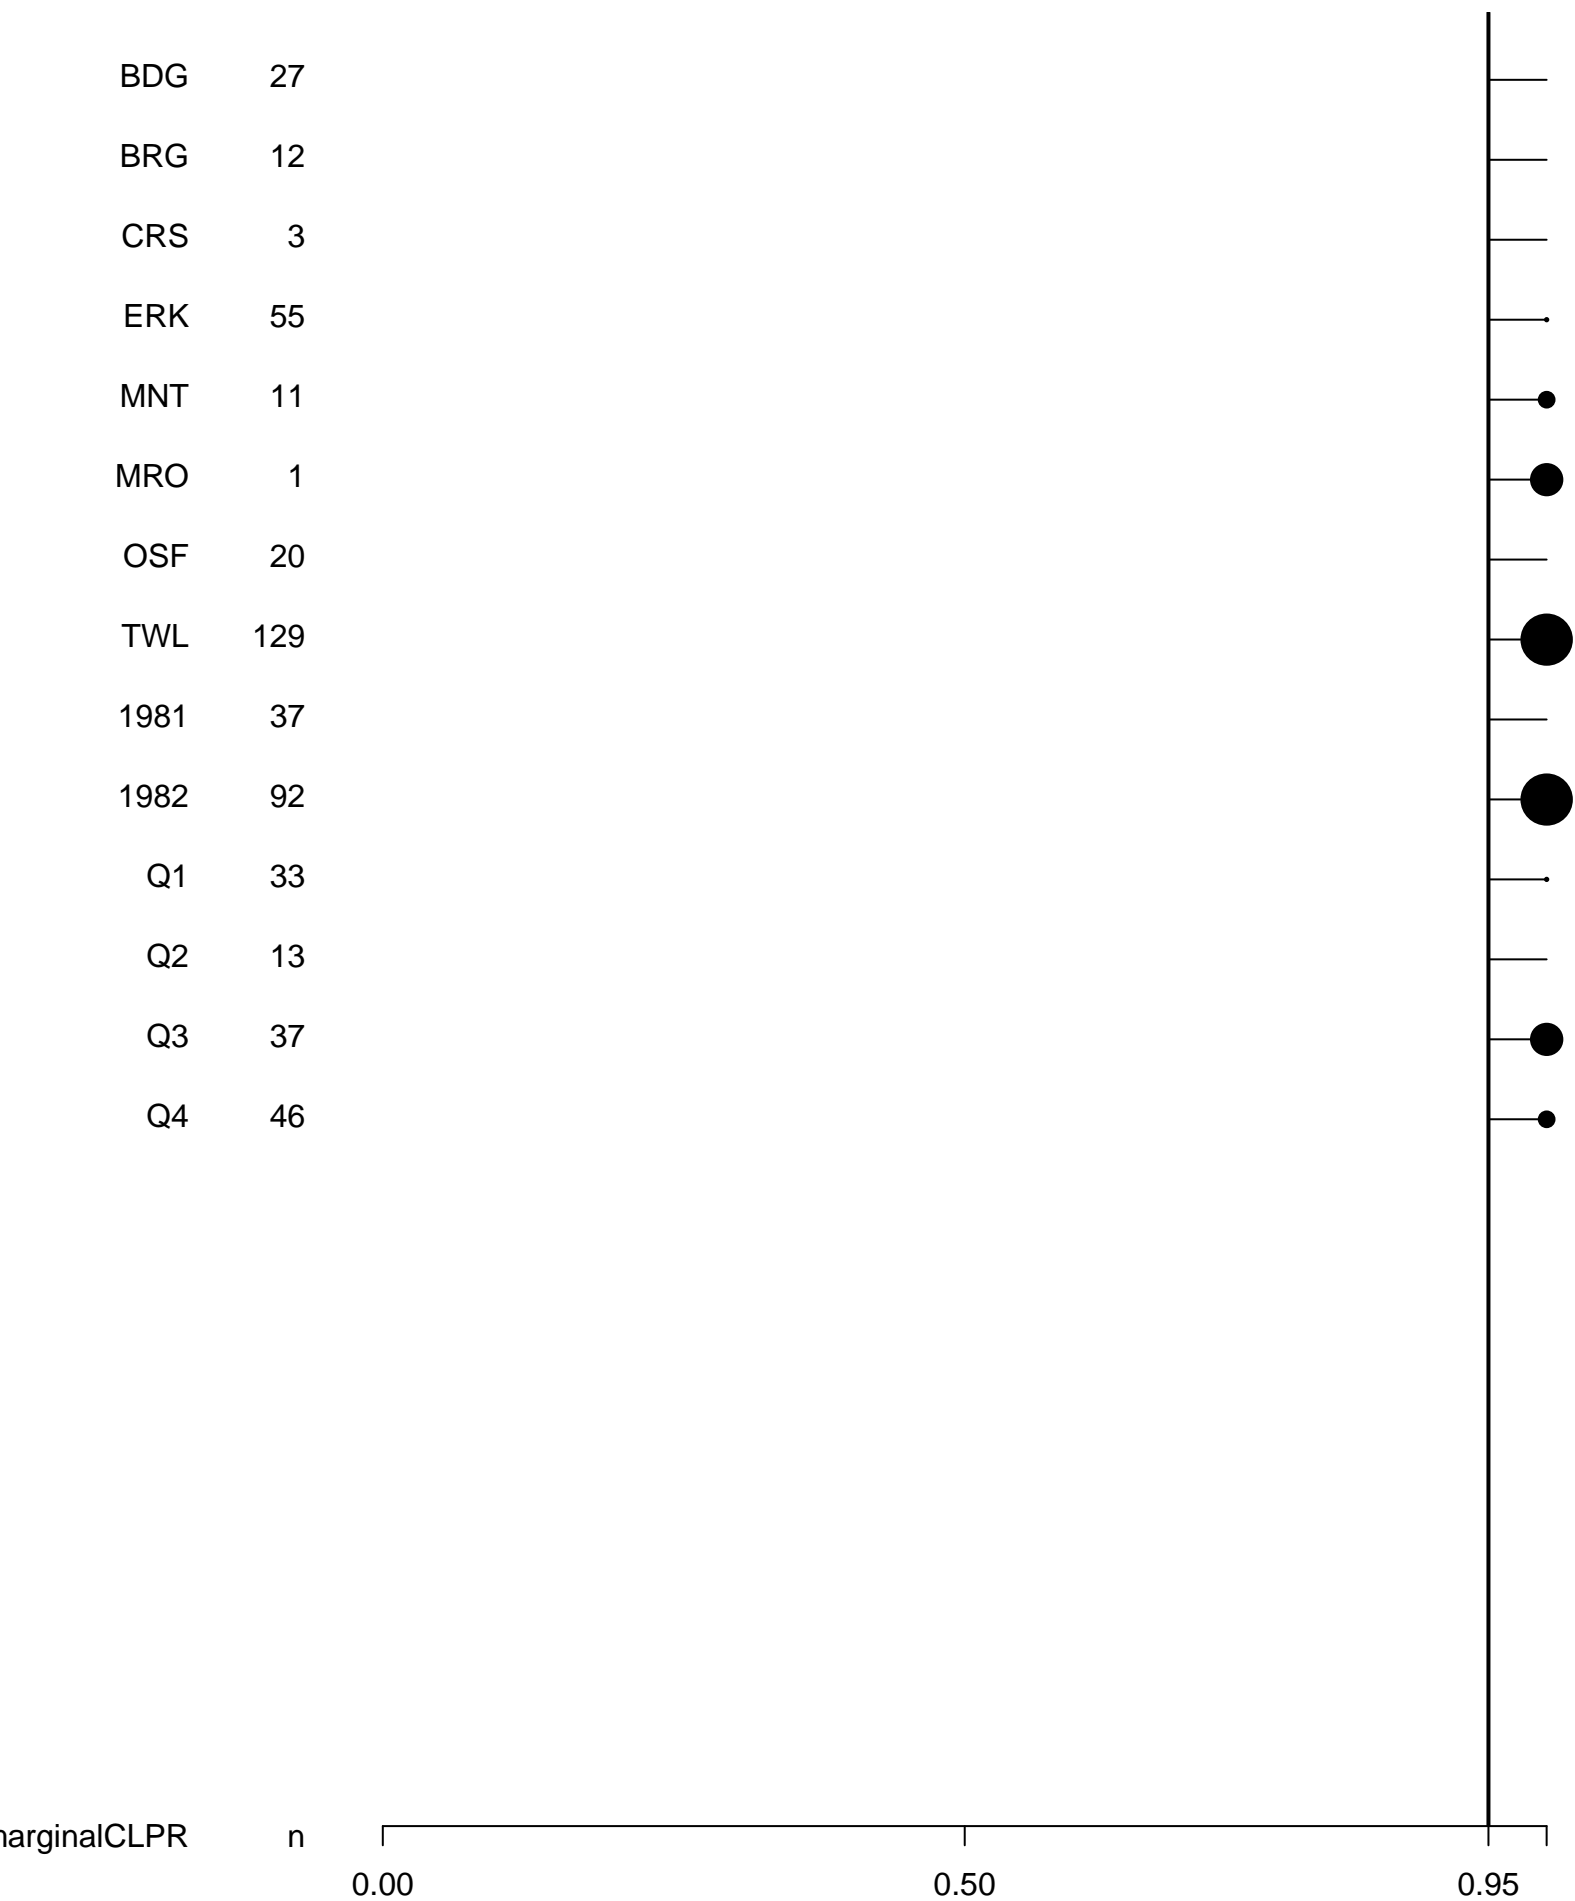 BDG 27
BRG 12
CRS 3
ERK 55
MNT 11
MRO 1
OSF 20
TWL 129
1981 37
1982 92
Q1 33
Q2 13
Q3 37
Q4 46
arginalCLPR n
0.00 0.50 0.95